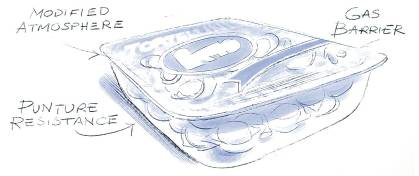 MODIFIED
ATMOSPHERE
GAS
BARRIER
PUNTURE
RESISTANCE